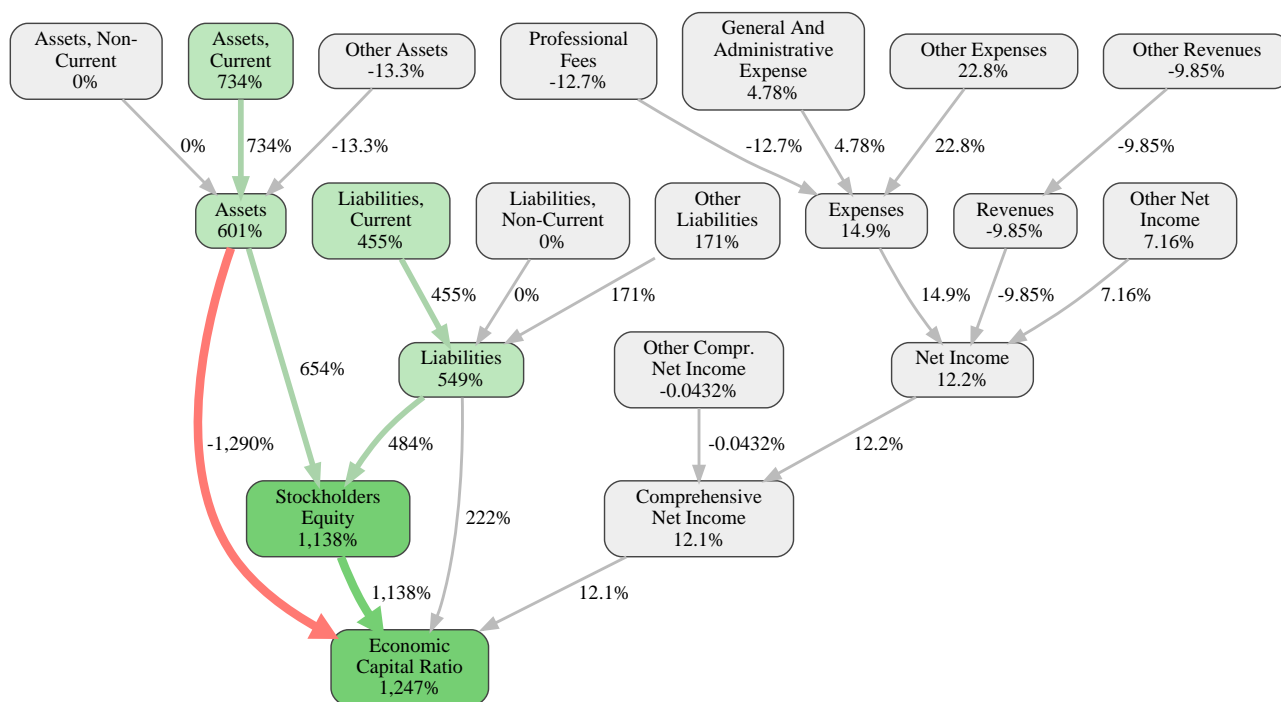 Assets, Non-
Current
0%
Assets,
Current
734%
Other Assets
-13.3%
Professional
Fees
-12.7%
General And
Administrative
Expense
4.78%
Other Expenses
22.8%
Other Revenues
-9.85%
0%
734%
-13.3%
-12.7%
4.78%
22.8%
-9.85%
Assets
601%
Liabilities,
Current
455%
Liabilities,
Non-Current
0%
Other
Liabilities
171%
Expenses
14.9%
Revenues
-9.85%
Other Net
Income
7.16%
455%
0%
171%
14.9%
-9.85%
7.16%
Liabilities
549%
Other Compr.
Net Income
-0.0432%
Net Income
12.2%
654%
-1,290%
484%
-0.0432%
12.2%
Stockholders
Equity
1,138%
222%
Comprehensive
Net Income
12.1%
1,138%
12.1%
Economic
Capital Ratio
1,247%